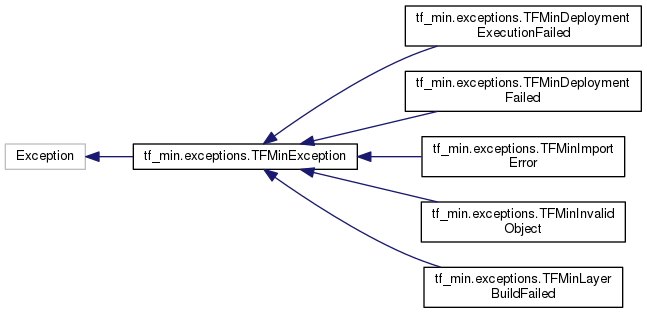 tf_min.exceptions.TFMinDeployment
ExecutionFailed
tf_min.exceptions.TFMinDeployment
Failed
Exception
tf_min.exceptions.TFMinException
tf_min.exceptions.TFMinImport
Error
tf_min.exceptions.TFMinInvalid
Object
tf_min.exceptions.TFMinLayer
BuildFailed